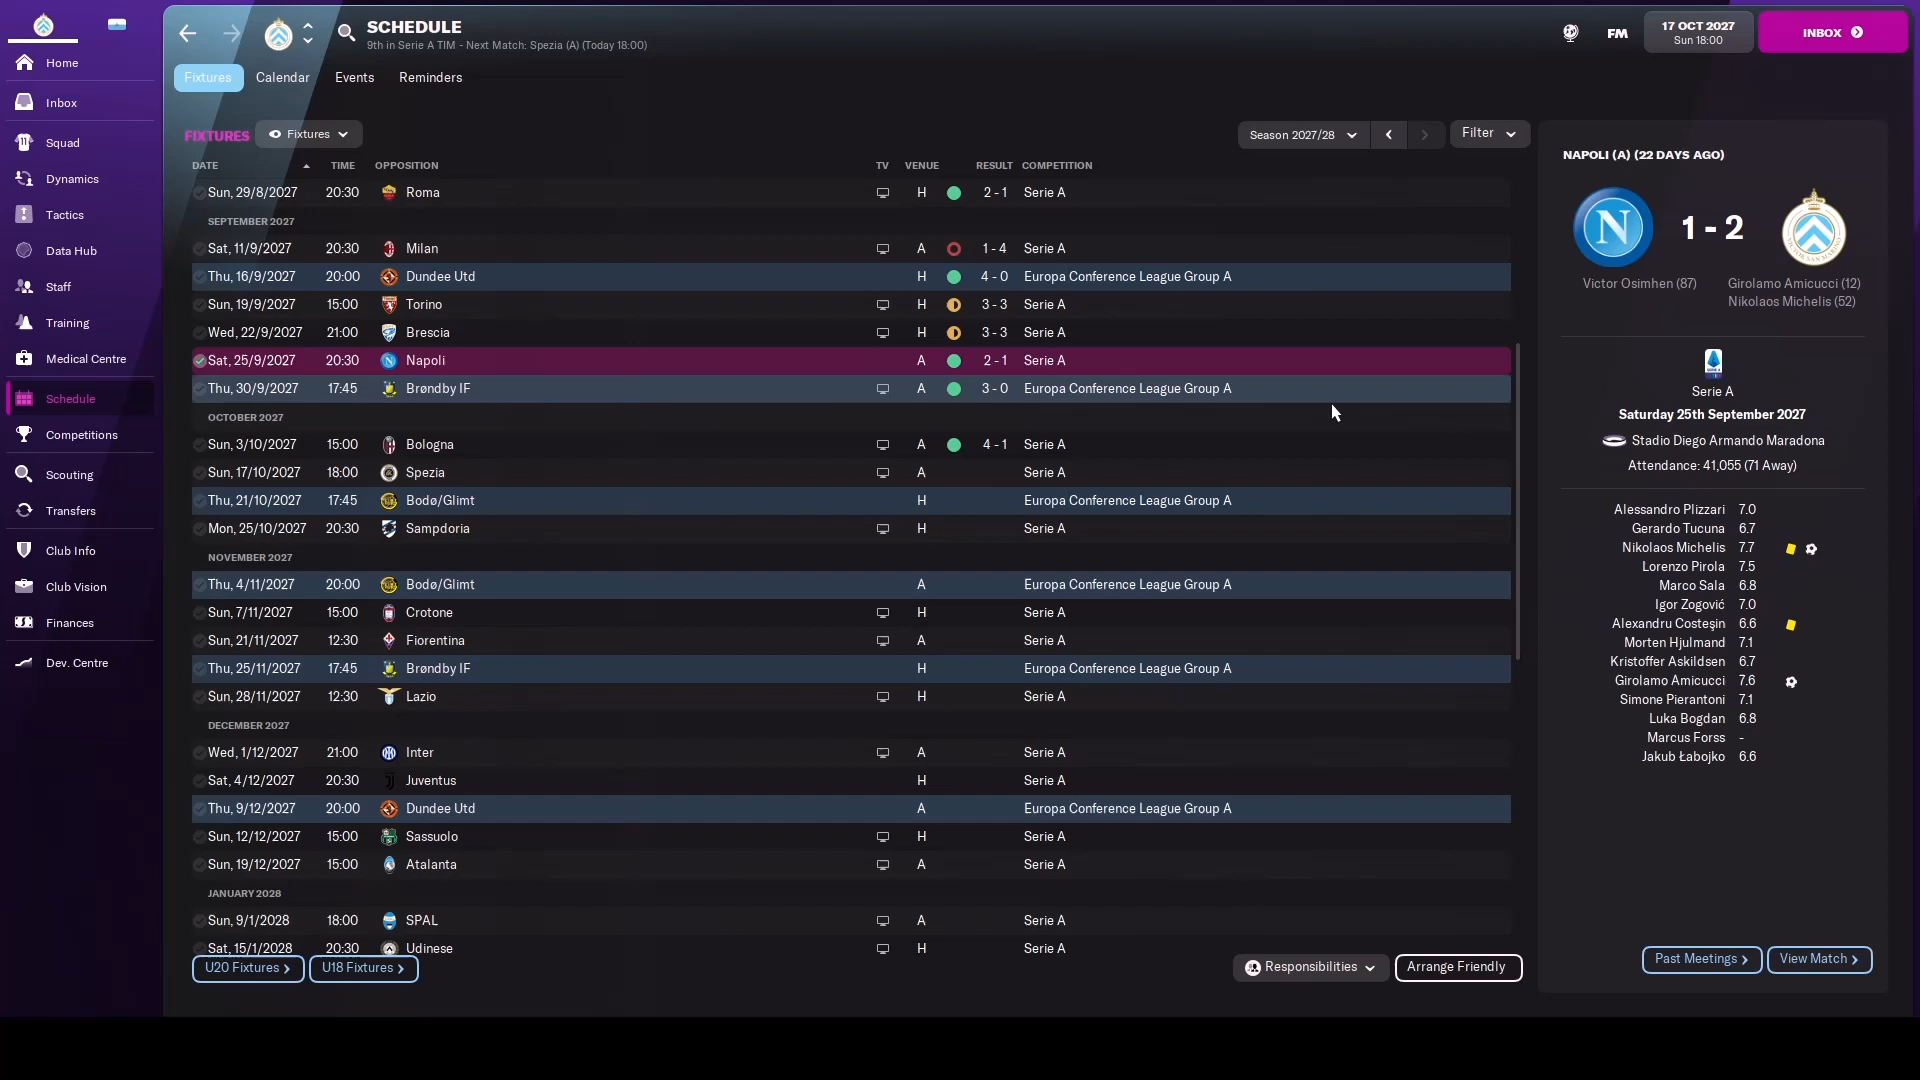 SCHEDULE
9th in Serie A TIM - Next Match: Spezia (A) (Today 18:00)
FM
17 OCT 2027
Sun 18:00
INBOX
Home
Inbox
Squad
Dynamics
Tactics
Data Hub
Staff
Training
Medical Centre
Schedule
Competitions
Scouting
Transfers
Club Info
Club Vision
Finances
Dev. Centre
Fixtures Calendar Events Reminders
FIXTURES Fixtures Season 2027/28 Filter
DATE TIME OPPOSITION TV VENUE RESULT COMPETITION
Sun, 29/8/2027 20:30 Roma H 2 - 1 Serie A
SEPTEMBER 2027
Sat, 11/9/2027 20:30 Milan A 1 - 4 Serie A
Thu, 16/9/2027 20:00 Dundee Utd H 4 - 0 Europa Conference League Group A
Sun, 19/9/2027 15:00 Torino H 3 - 3 Serie A
Wed, 22/9/2027 21:00 Brescia H 3 - 3 Serie A
Sat, 25/9/2027 20:30 Napoli A 2 - 1 Serie A
Thu, 30/9/2027 17:45 Brøndby IF A 3 - 0 Europa Conference League Group A
OCTOBER 2027
Sun, 3/10/2027 15:00 Bologna A 4 - 1 Serie A
Sun, 17/10/2027 18:00 Spezia A Serie A
Thu, 21/10/2027 17:45 Bodø/Glimt H Europa Conference League Group A
Mon, 25/10/2027 20:30 Sampdoria H Serie A
NOVEMBER 2027
Thu, 4/11/2027 20:00 Bodø/Glimt A Europa Conference League Group A
Sun, 7/11/2027 15:00 Crotone H Serie A
Sun, 21/11/2027 12:30 Fiorentina A Serie A
Thu, 25/11/2027 17:45 Brøndby IF H Europa Conference League Group A
Sun, 28/11/2027 12:30 Lazio H Serie A
DECEMBER 2027
Wed, 1/12/2027 21:00 Inter A Serie A
Sat, 4/12/2027 20:30 Juventus H Serie A
Thu, 9/12/2027 20:00 Dundee Utd A Europa Conference League Group A
Sun, 12/12/2027 15:00 Sassuolo H Serie A
Sun, 19/12/2027 15:00 Atalanta A Serie A
JANUARY 2028
Sun, 9/1/2028 18:00 SPAL A Serie A
Sat, 15/1/2028 20:30 Udinese H Serie A
U20 Fixtures U18 Fixtures Responsibilities Arrange Friendly
NAPOLI (A) (22 DAYS AGO)
N 1 - 2
Victor Osimhen (87) Girolamo Amicucci (12)
Nikolaos Michelis (52)
Serie A
Saturday 25th September 2027
Stadio Diego Armando Maradona
Attendance: 41,055 (71 Away)
Alessandro Plizzari 7.0
Gerardo Tucuna 6.7
Nikolaos Michelis 7.7
Lorenzo Pirola 7.5
Marco Sala 6.8
Igor Zogović 7.0
Alexandru Costeşin 6.6
Morten Hjulmand 7.1
Kristoffer Askildsen 6.7
Girolamo Amicucci 7.6
Simone Pierantoni 7.1
Luka Bogdan 6.8
Marcus Forss -
Jakub Łabojko 6.6
Past Meetings View Match